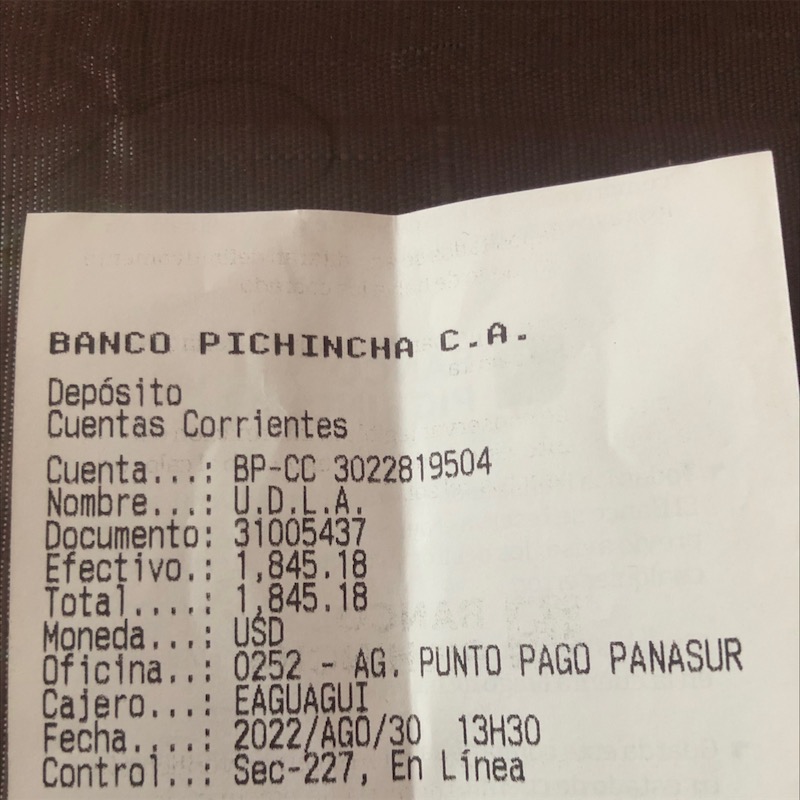 BANCO PICHINCHA C.A.
Depósito
Cuentas Corrientes
Cuenta...: BP-CC 3022819504
Nombre...: U.D.L.A.
Documento: 31005437
Efectivo.: 1,845.18
Total....: 1,845.18
Moneda...: USD
Oficina..: 0252 - AG. PUNTO PAGO PANASUR
Cajero...: EAGUAGUI
Fecha....: 2022/AGO/30 13H30
Control..: Sec-227, En Línea